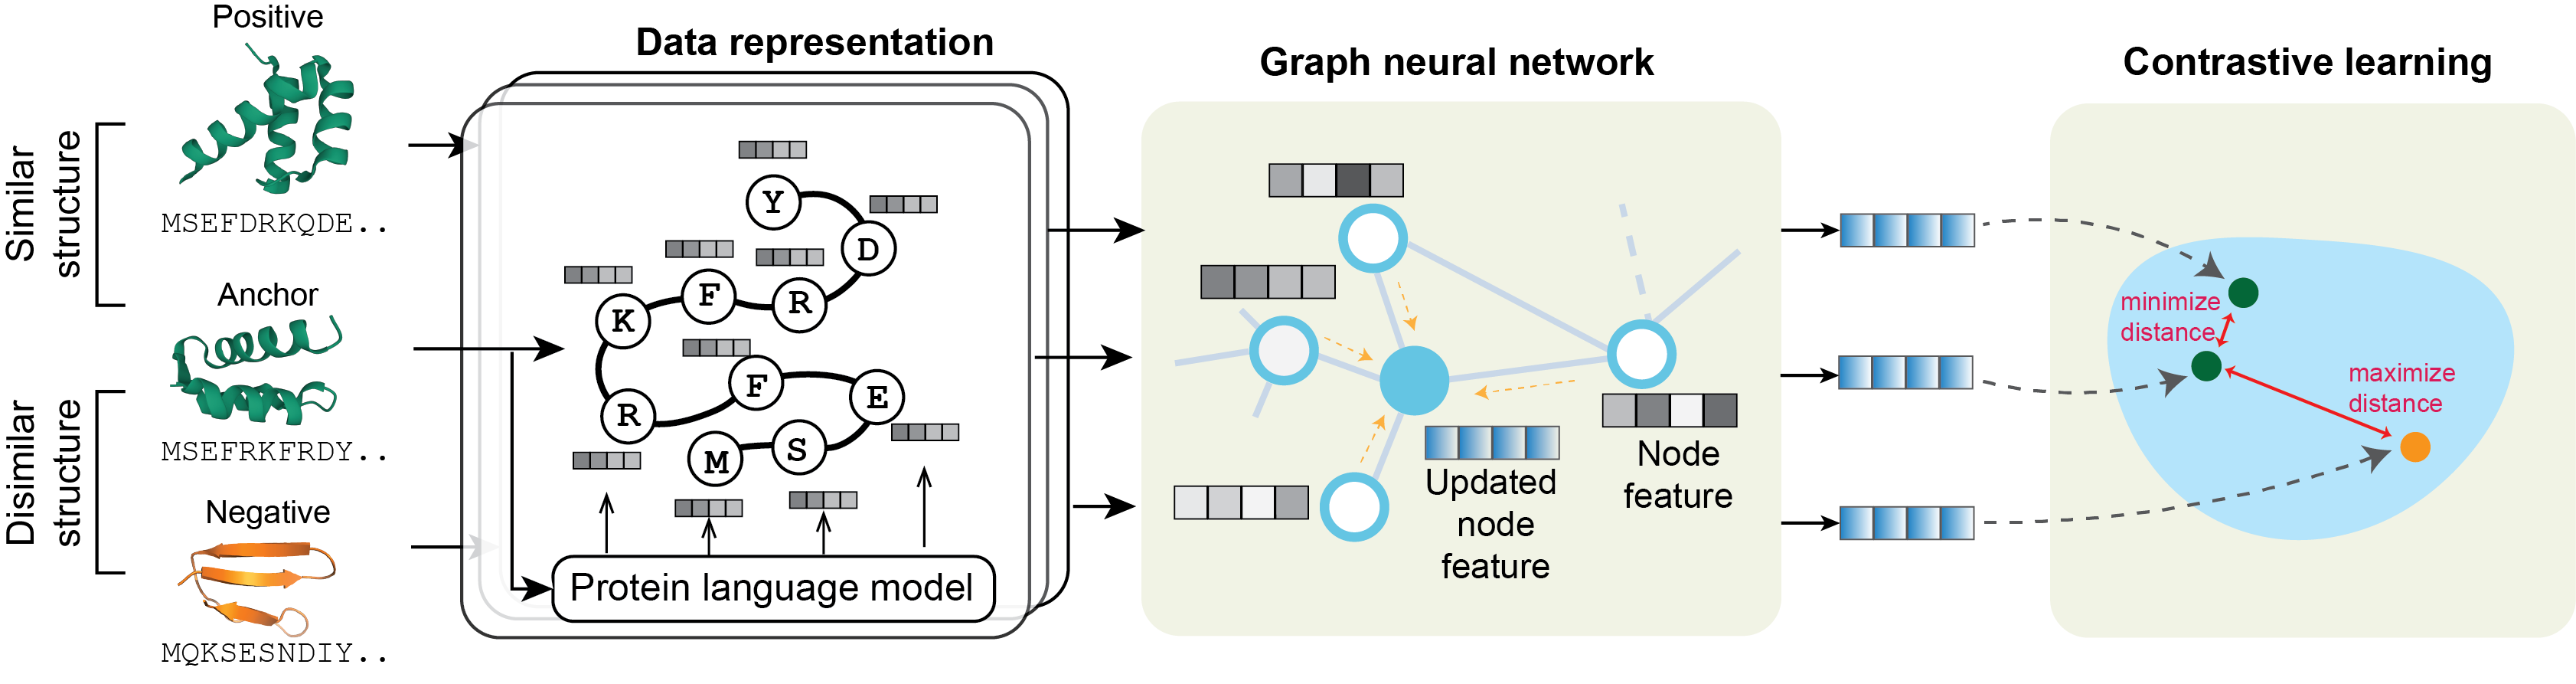 Positive
Similar
structure
MSEFDRKQDE..
Anchor
MSEFRKFRDY..
Disimilar
structure
Negative
MQKSESNDIY..
Data representation
Y
D
R
F
K
R
F
E
S
M
Protein language model
Graph neural network
Updated
node
feature
Node
feature
Contrastive learning
minimize
distance
maximize
distance